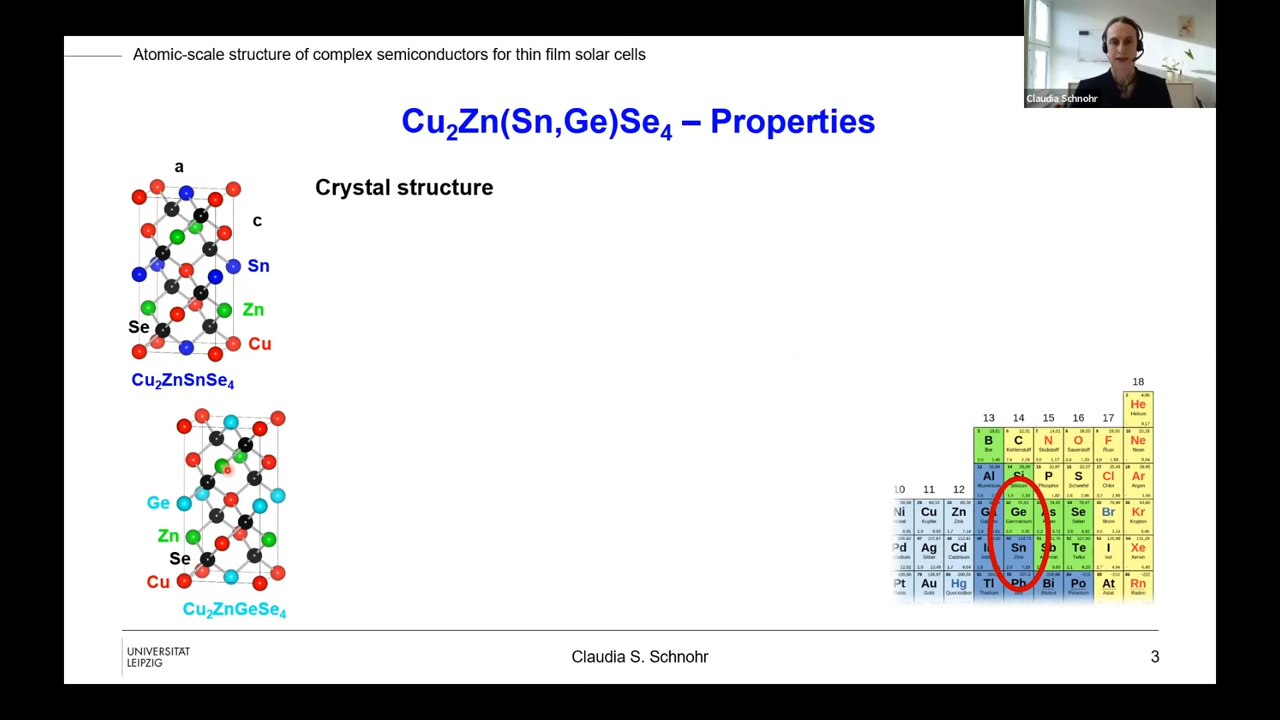 Atomic-scale structure of complex semiconductors for thin film solar cells
Claudia Schnohr
Cu₂Zn(Sn,Ge)Se₄ – Properties
Crystal structure
a
c
Sn
Zn
Se
Cu
Cu₂ZnSnSe₄
Ge
Zn
Se
Cu
Cu₂ZnGeSe₄
18
He
Helium
13 14 15 16 17
B C N O F Ne
Bor Kohlenstoff Stickstoff Sauerstoff Fluor Neon
Al Si P S Cl Ar
Phosphor Schwefel Chlor Argon
10 11 12
Ni Cu Zn Ga Ge As Se Br Kr
Nickel Kupfer Zink Germanium Selen Brom Krypton
Pd Ag Cd In Sn Sb Te I Xe
Silber Cadmium Zinn Tellur Iod Xenon
Pt Au Hg Tl Pb Bi Po At Rn
Gold Quecksilber Thallium Bismut Polonium Astat Radon
UNIVERSITÄT
LEIPZIG
Claudia S. Schnohr
3